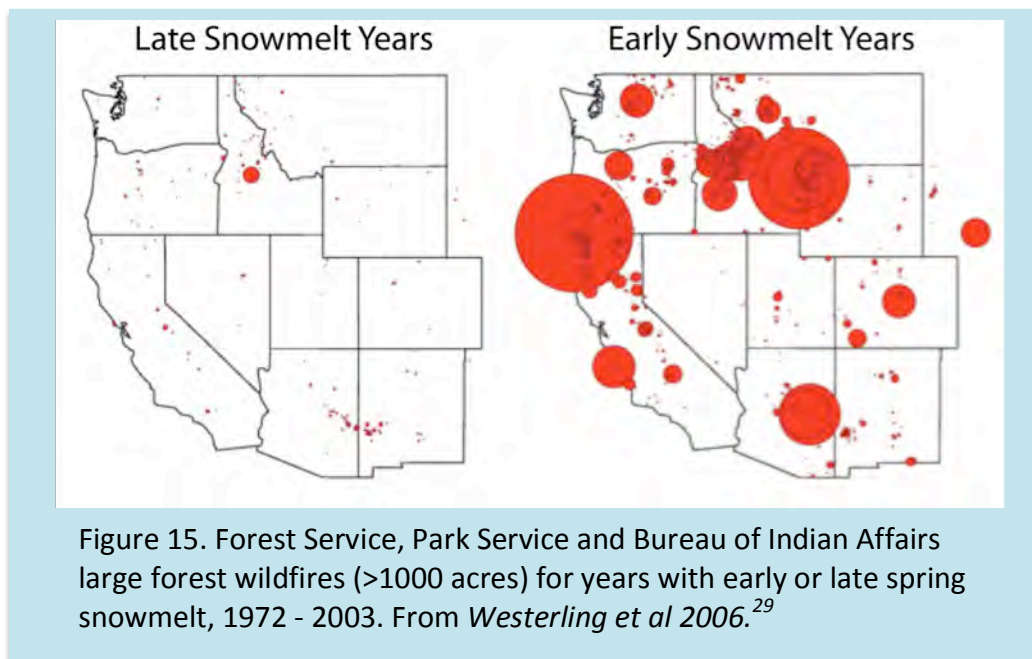 Late Snowmelt Years
Early Snowmelt Years
Figure 15. Forest Service, Park Service and Bureau of Indian Affairs
large forest wildfires (>1000 acres) for years with early or late spring
snowmelt, 1972 - 2003. From Westerling et al 2006.29